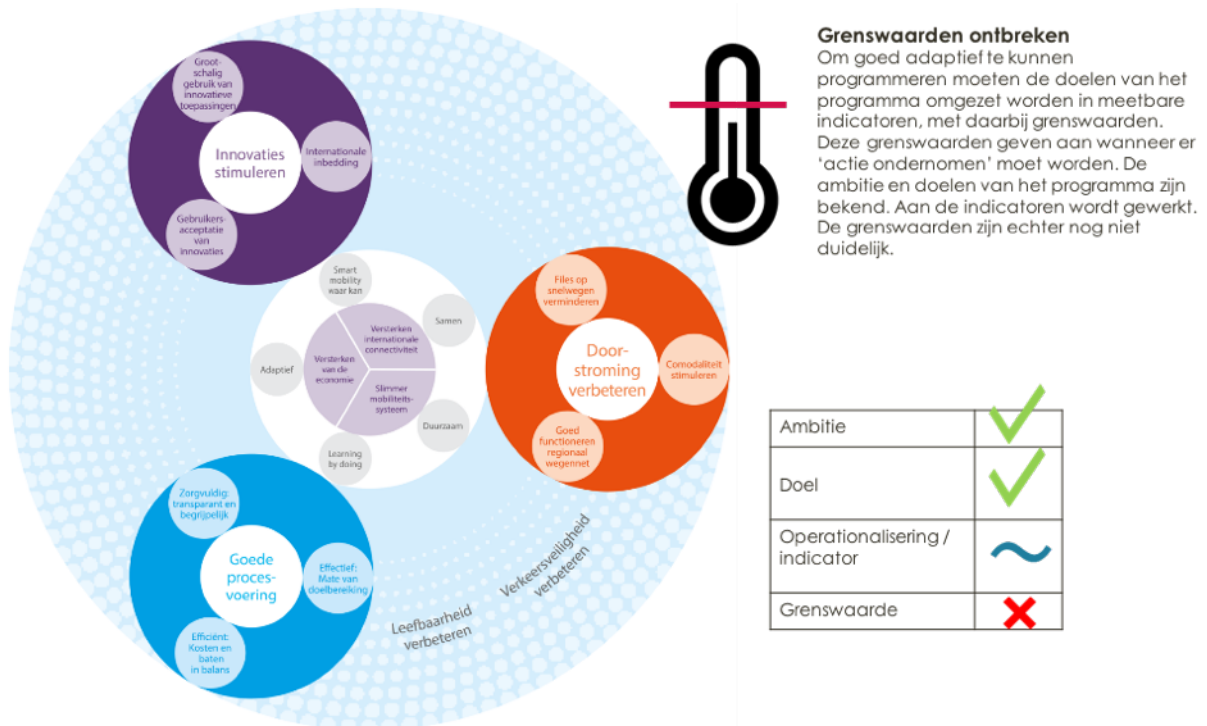 Groot-
schalig
gebruik van
innovatieve
toepassingen
Innovaties
stimuleren
Internationale
inbedding
Gebruikers-
acceptatie
van
innovaties
Smart
mobility
waar kan
Samen
Versterken
internationale
connectiviteit
Versterken
van de
economie
Adaptief
Slimmer
mobiliteits-
systeem
Duurzaam
Learning
by doing
Files op
snelwegen
verminderen
Door-
stroming
verbeteren
Comodaliteit
stimuleren
Goed
functioneren
regionaal
wegennet
Zorgvuldig:
transparant en
begrijpelijk
Goede
proces-
voering
Effectief:
Mate van
doelbereiking
Efficiënt:
Kosten en
baten
in balans
Verkeersveiligheid
verbeteren
Leefbaarheid
verbeteren
Grenswaarden ontbreken
Om goed adaptief te kunnen
programmeren moeten de doelen van het
programma omgezet worden in meetbare
indicatoren, met daarbij grenswaarden.
Deze grenswaarden geven aan wanneer er
‘actie ondernomen’ moet worden. De
ambitie en doelen van het programma zijn
bekend. Aan de indicatoren wordt gewerkt.
De grenswaarden zijn echter nog niet
duidelijk.
Ambitie
Doel
Operationalisering /
indicator
Grenswaarde